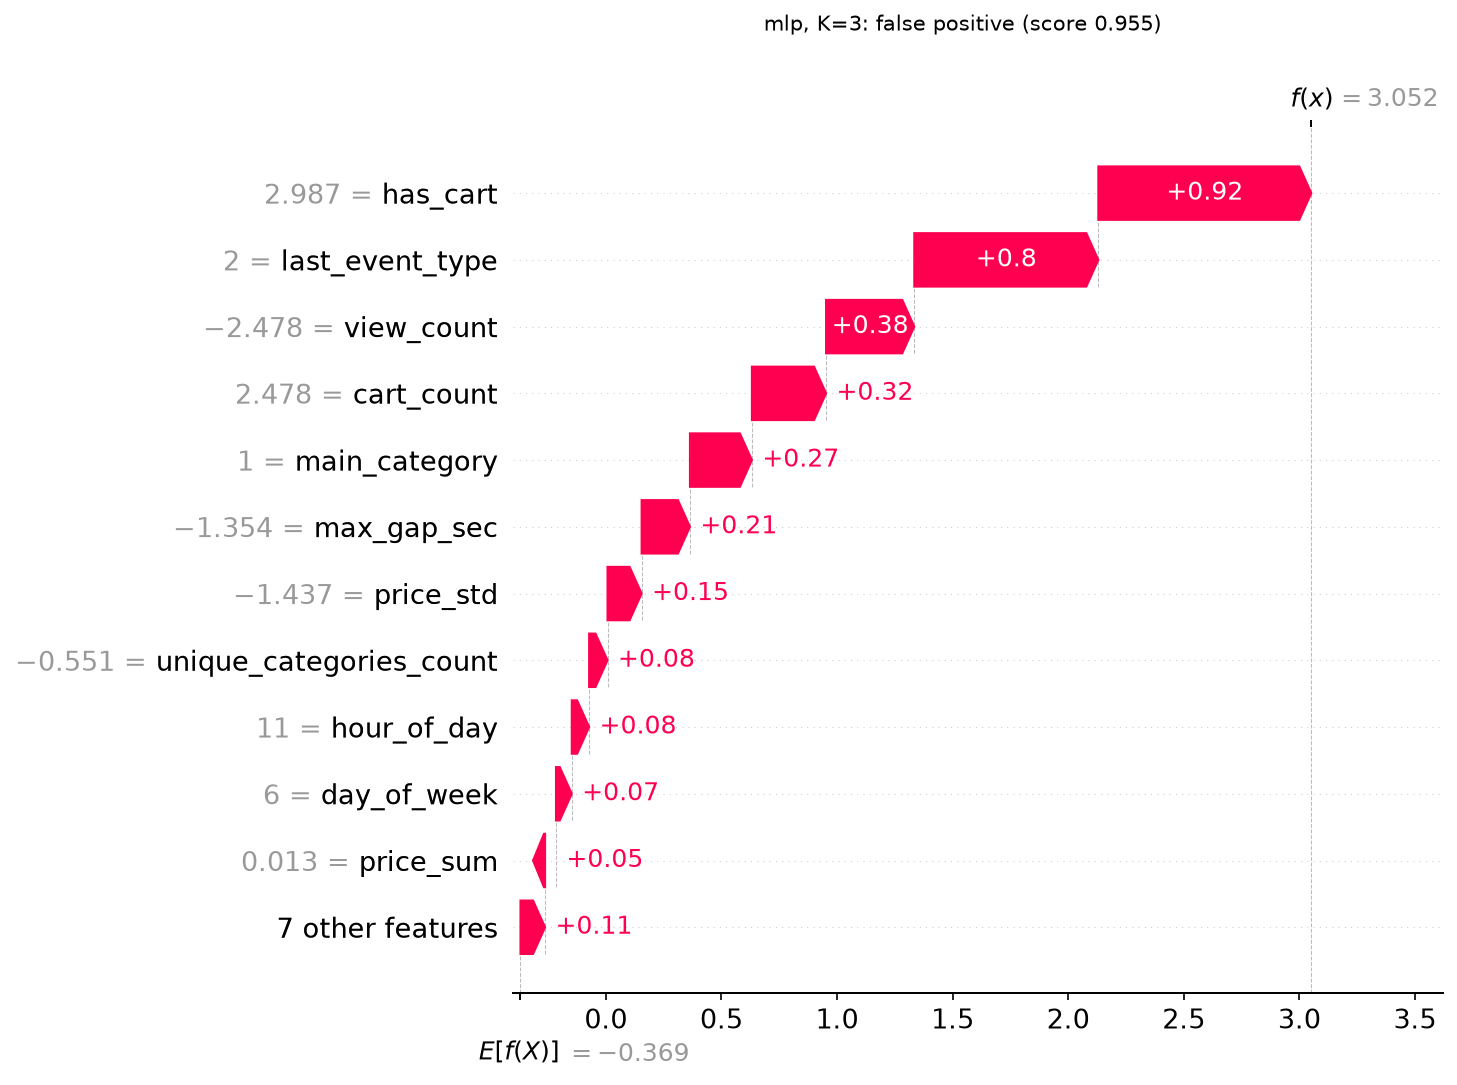 mlp, K=3: false positive (score 0.955)
f(x) = 3.052
2.987 = has_cart +0.92
2 = last_event_type +0.8
−2.478 = view_count +0.38
2.478 = cart_count +0.32
1 = main_category +0.27
−1.354 = max_gap_sec +0.21
−1.437 = price_std +0.15
−0.551 = unique_categories_count +0.08
11 = hour_of_day +0.08
6 = day_of_week +0.07
0.013 = price_sum +0.05
7 other features +0.11
0.0 0.5 1.0 1.5 2.0 2.5 3.0 3.5
E[f(X)] = −0.369